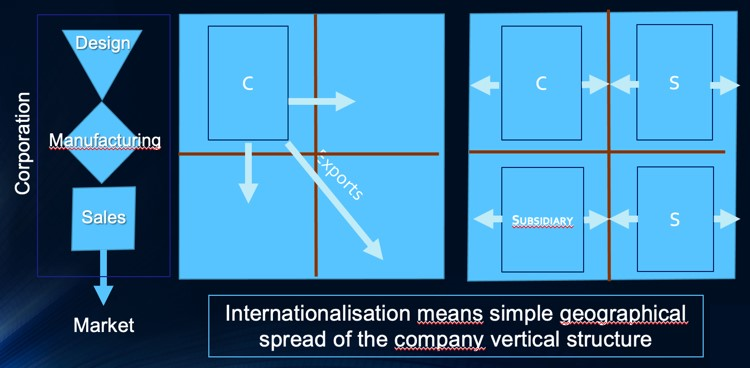 Corporation
Design
Manufacturing
Sales
Market
C
Exports
C
S
SUBSIDIARY
S
Internationalisation means simple geographical
spread of the company vertical structure